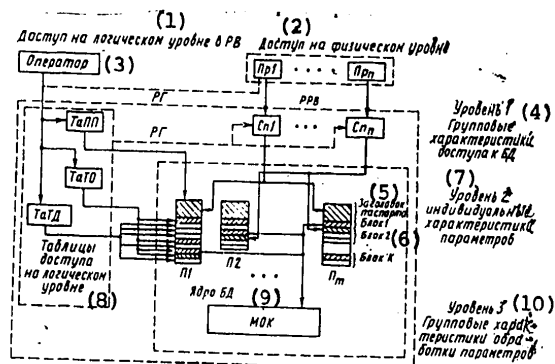 (1)
(2)
Доступ на логическом уровне в РВ
Доступ на физическом уровне
Оператор
(3)
Пр1
Прn
РГ
РРВ
ТаПП
РГ
Сп1
Спn
Уровень 1
(4)
Групповые
характеристики
доступа к БД
ТаТО
(5)
Заголовок
паспорта
(7)
Уровень 2
индивидуальные
характеристики
параметров
ТаТД
Блок 1
Блок 2
(6)
Блок К
Таблицы
доступа
на логическом
уровне
(8)
П1
П2
Пm
Ядро БД
(9)
МОК
Уровень 3
(10)
Групповые харак-
теристики обра-
ботки параметров